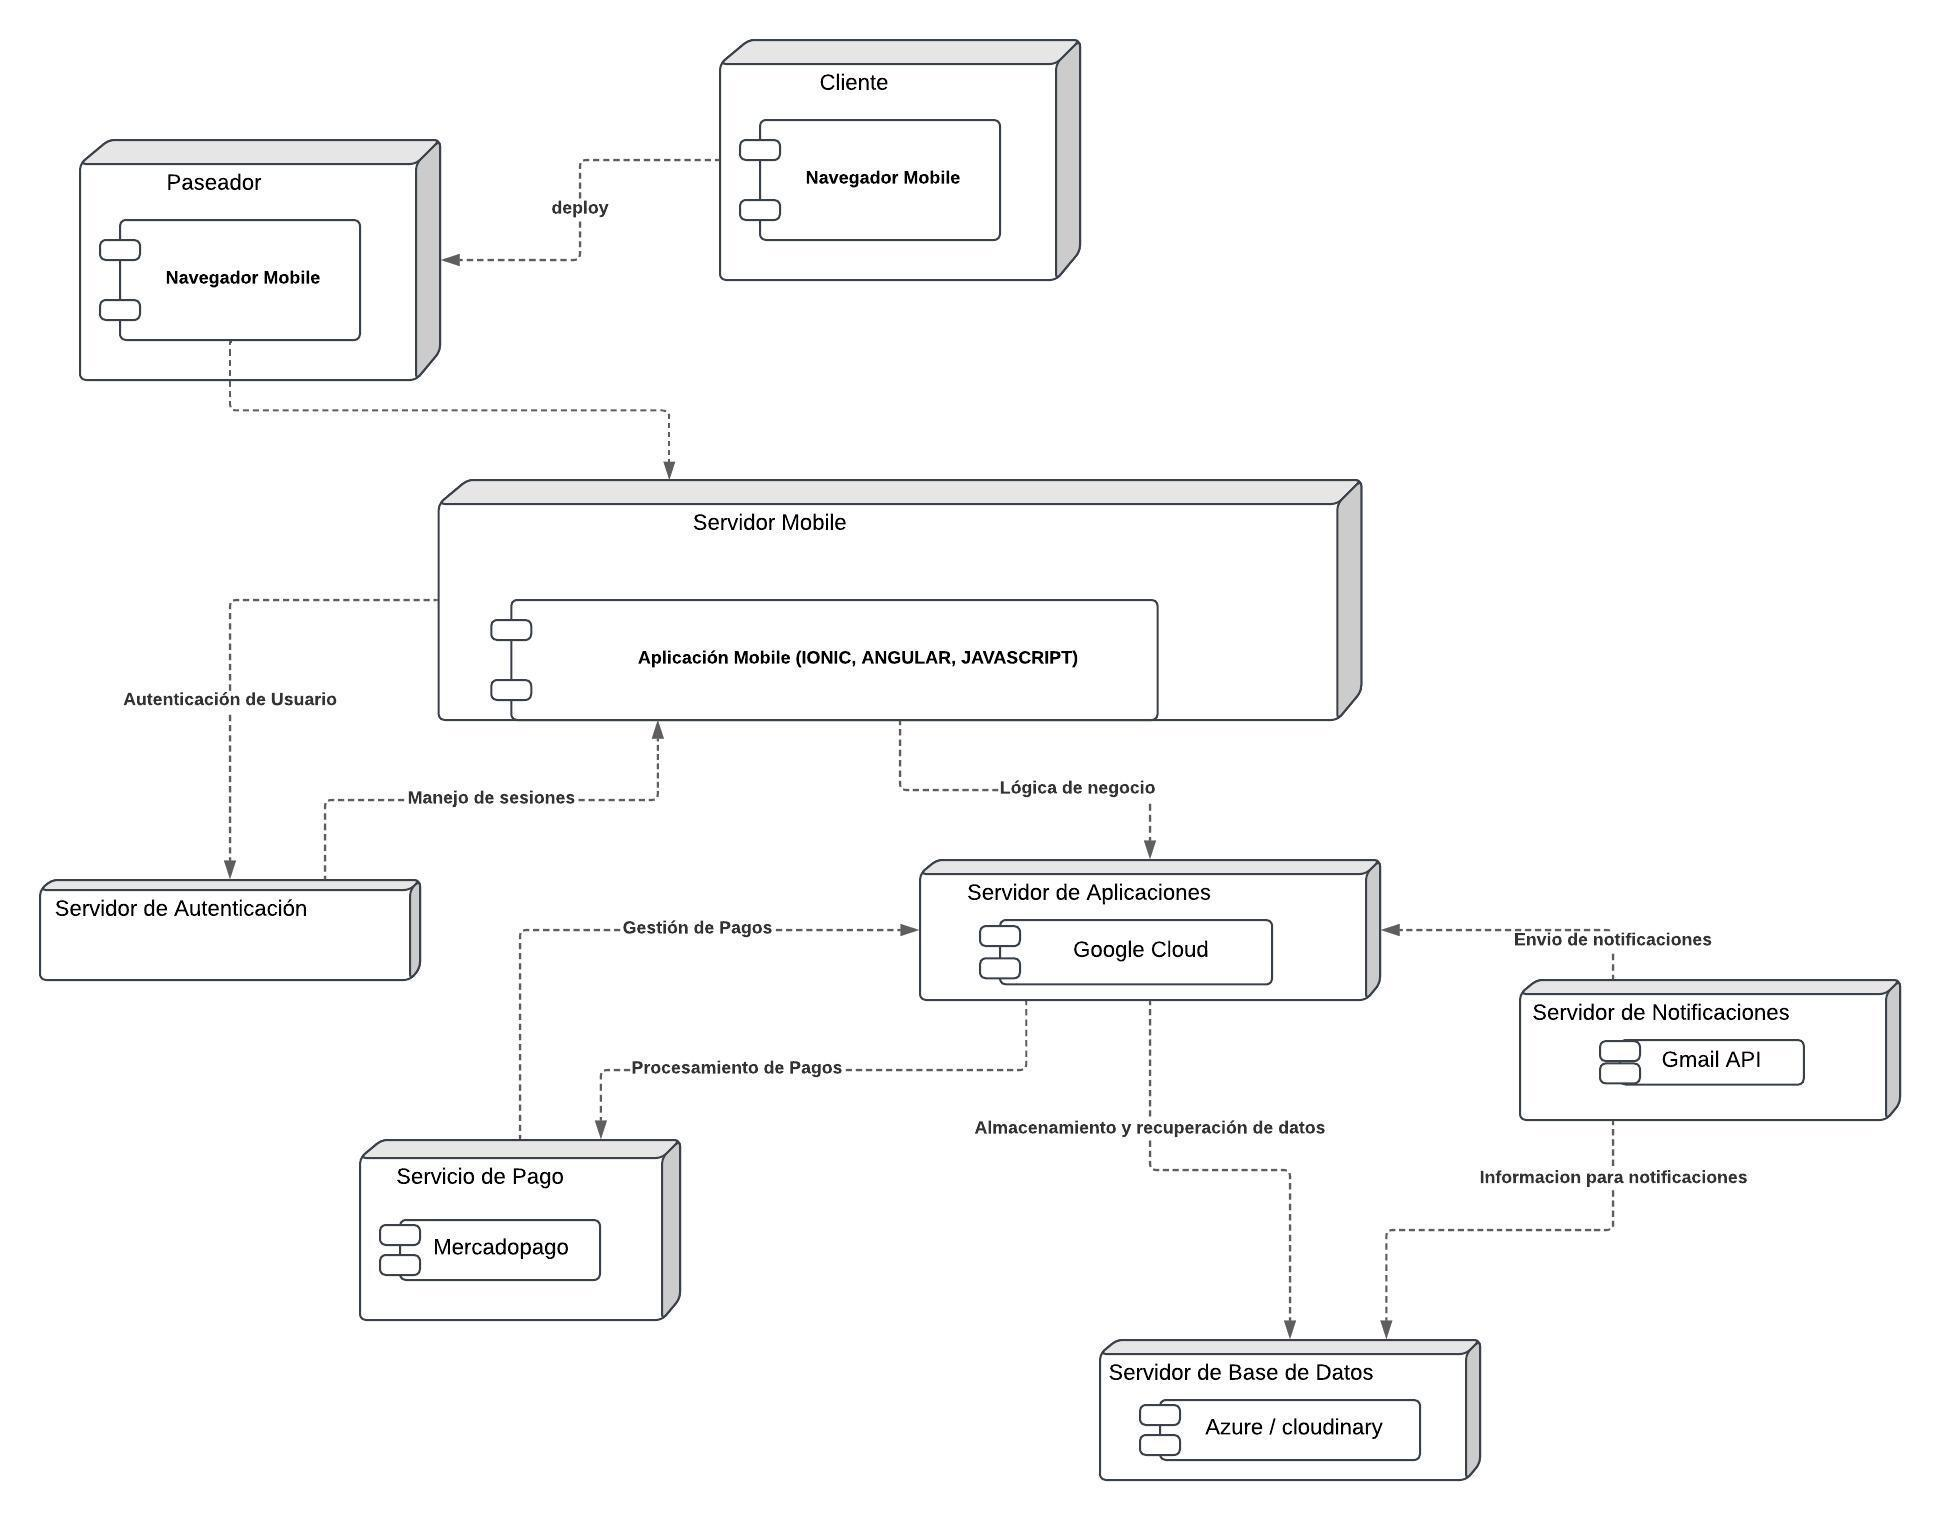 Cliente
Navegador Mobile
Paseador
Navegador Mobile
deploy
Servidor Mobile
Aplicación Mobile (IONIC, ANGULAR, JAVASCRIPT)
Autenticación de Usuario
Manejo de sesiones
Lógica de negocio
Servidor de Autenticación
Servidor de Aplicaciones
Google Cloud
Gestión de Pagos
Envio de notificaciones
Servidor de Notificaciones
Gmail API
Procesamiento de Pagos
Almacenamiento y recuperación de datos
Informacion para notificaciones
Servicio de Pago
Mercadopago
Servidor de Base de Datos
Azure / cloudinary